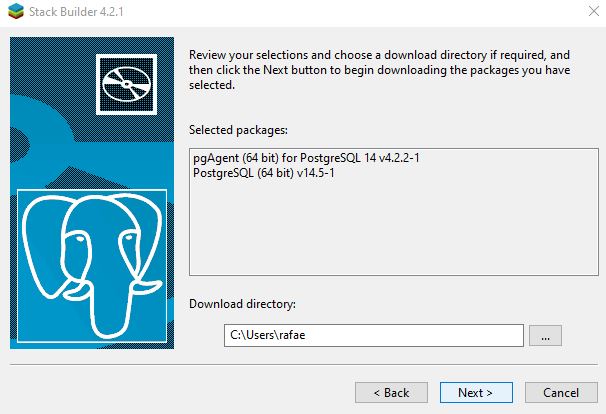 Stack Builder 4.2.1
Review your selections and choose a download directory if required, and
then click the Next button to begin downloading the packages you have
selected.
Selected packages:
pgAgent (64 bit) for PostgreSQL 14 v4.2.2-1
PostgreSQL (64 bit) v14.5-1
Download directory:
C:\Users\rafae
...
< Back
Next >
Cancel